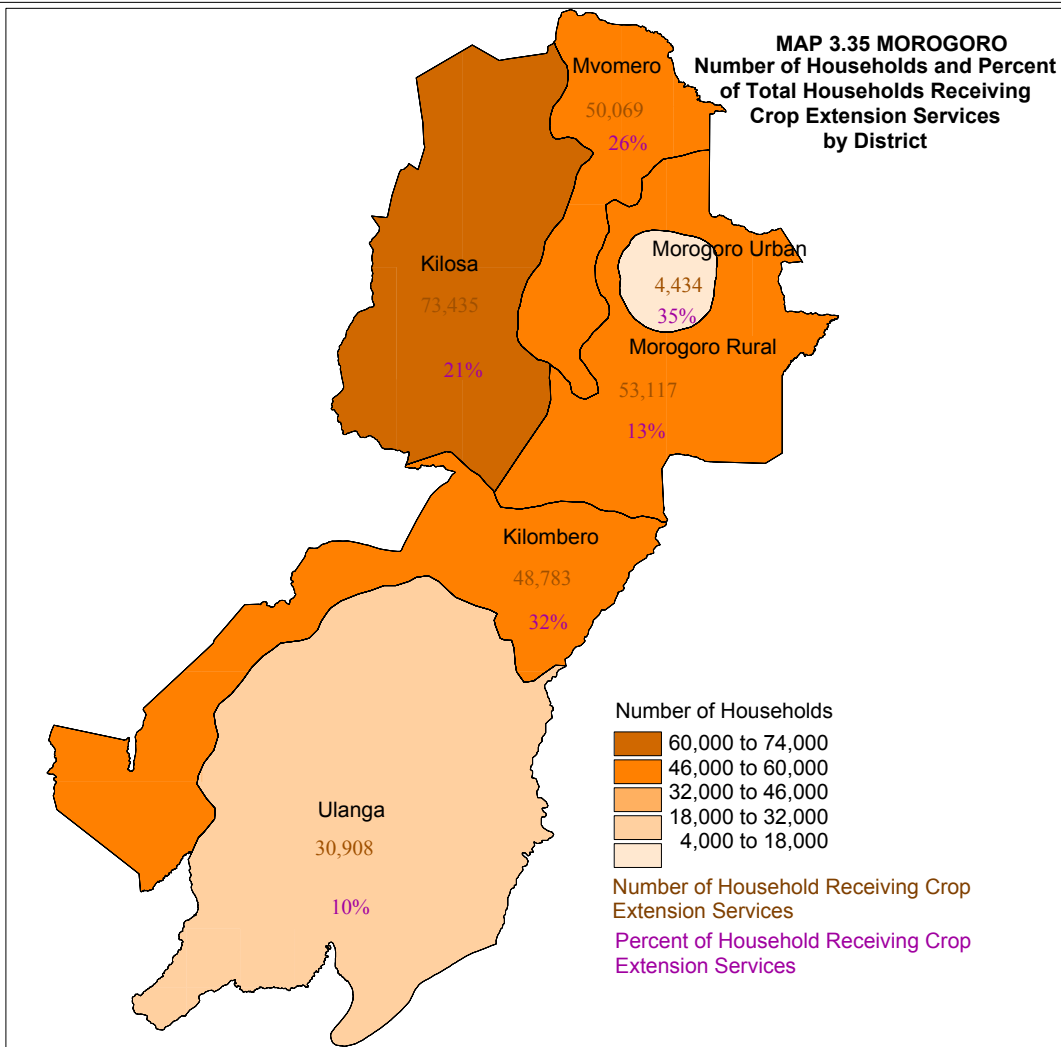 MAP 3.35 MOROGORO
Number of Households and Percent
of Total Households Receiving
Crop Extension Services
by District
Mvomero
50,069
26%
Morogoro Urban
4,434
35%
Kilosa
73,435
21%
Morogoro Rural
53,117
13%
Kilombero
48,783
32%
Ulanga
30,908
10%
Number of Households
60,000 to 74,000
46,000 to 60,000
32,000 to 46,000
18,000 to 32,000
4,000 to 18,000
Number of Household Receiving Crop
Extension Services
Percent of Household Receiving Crop
Extension Services